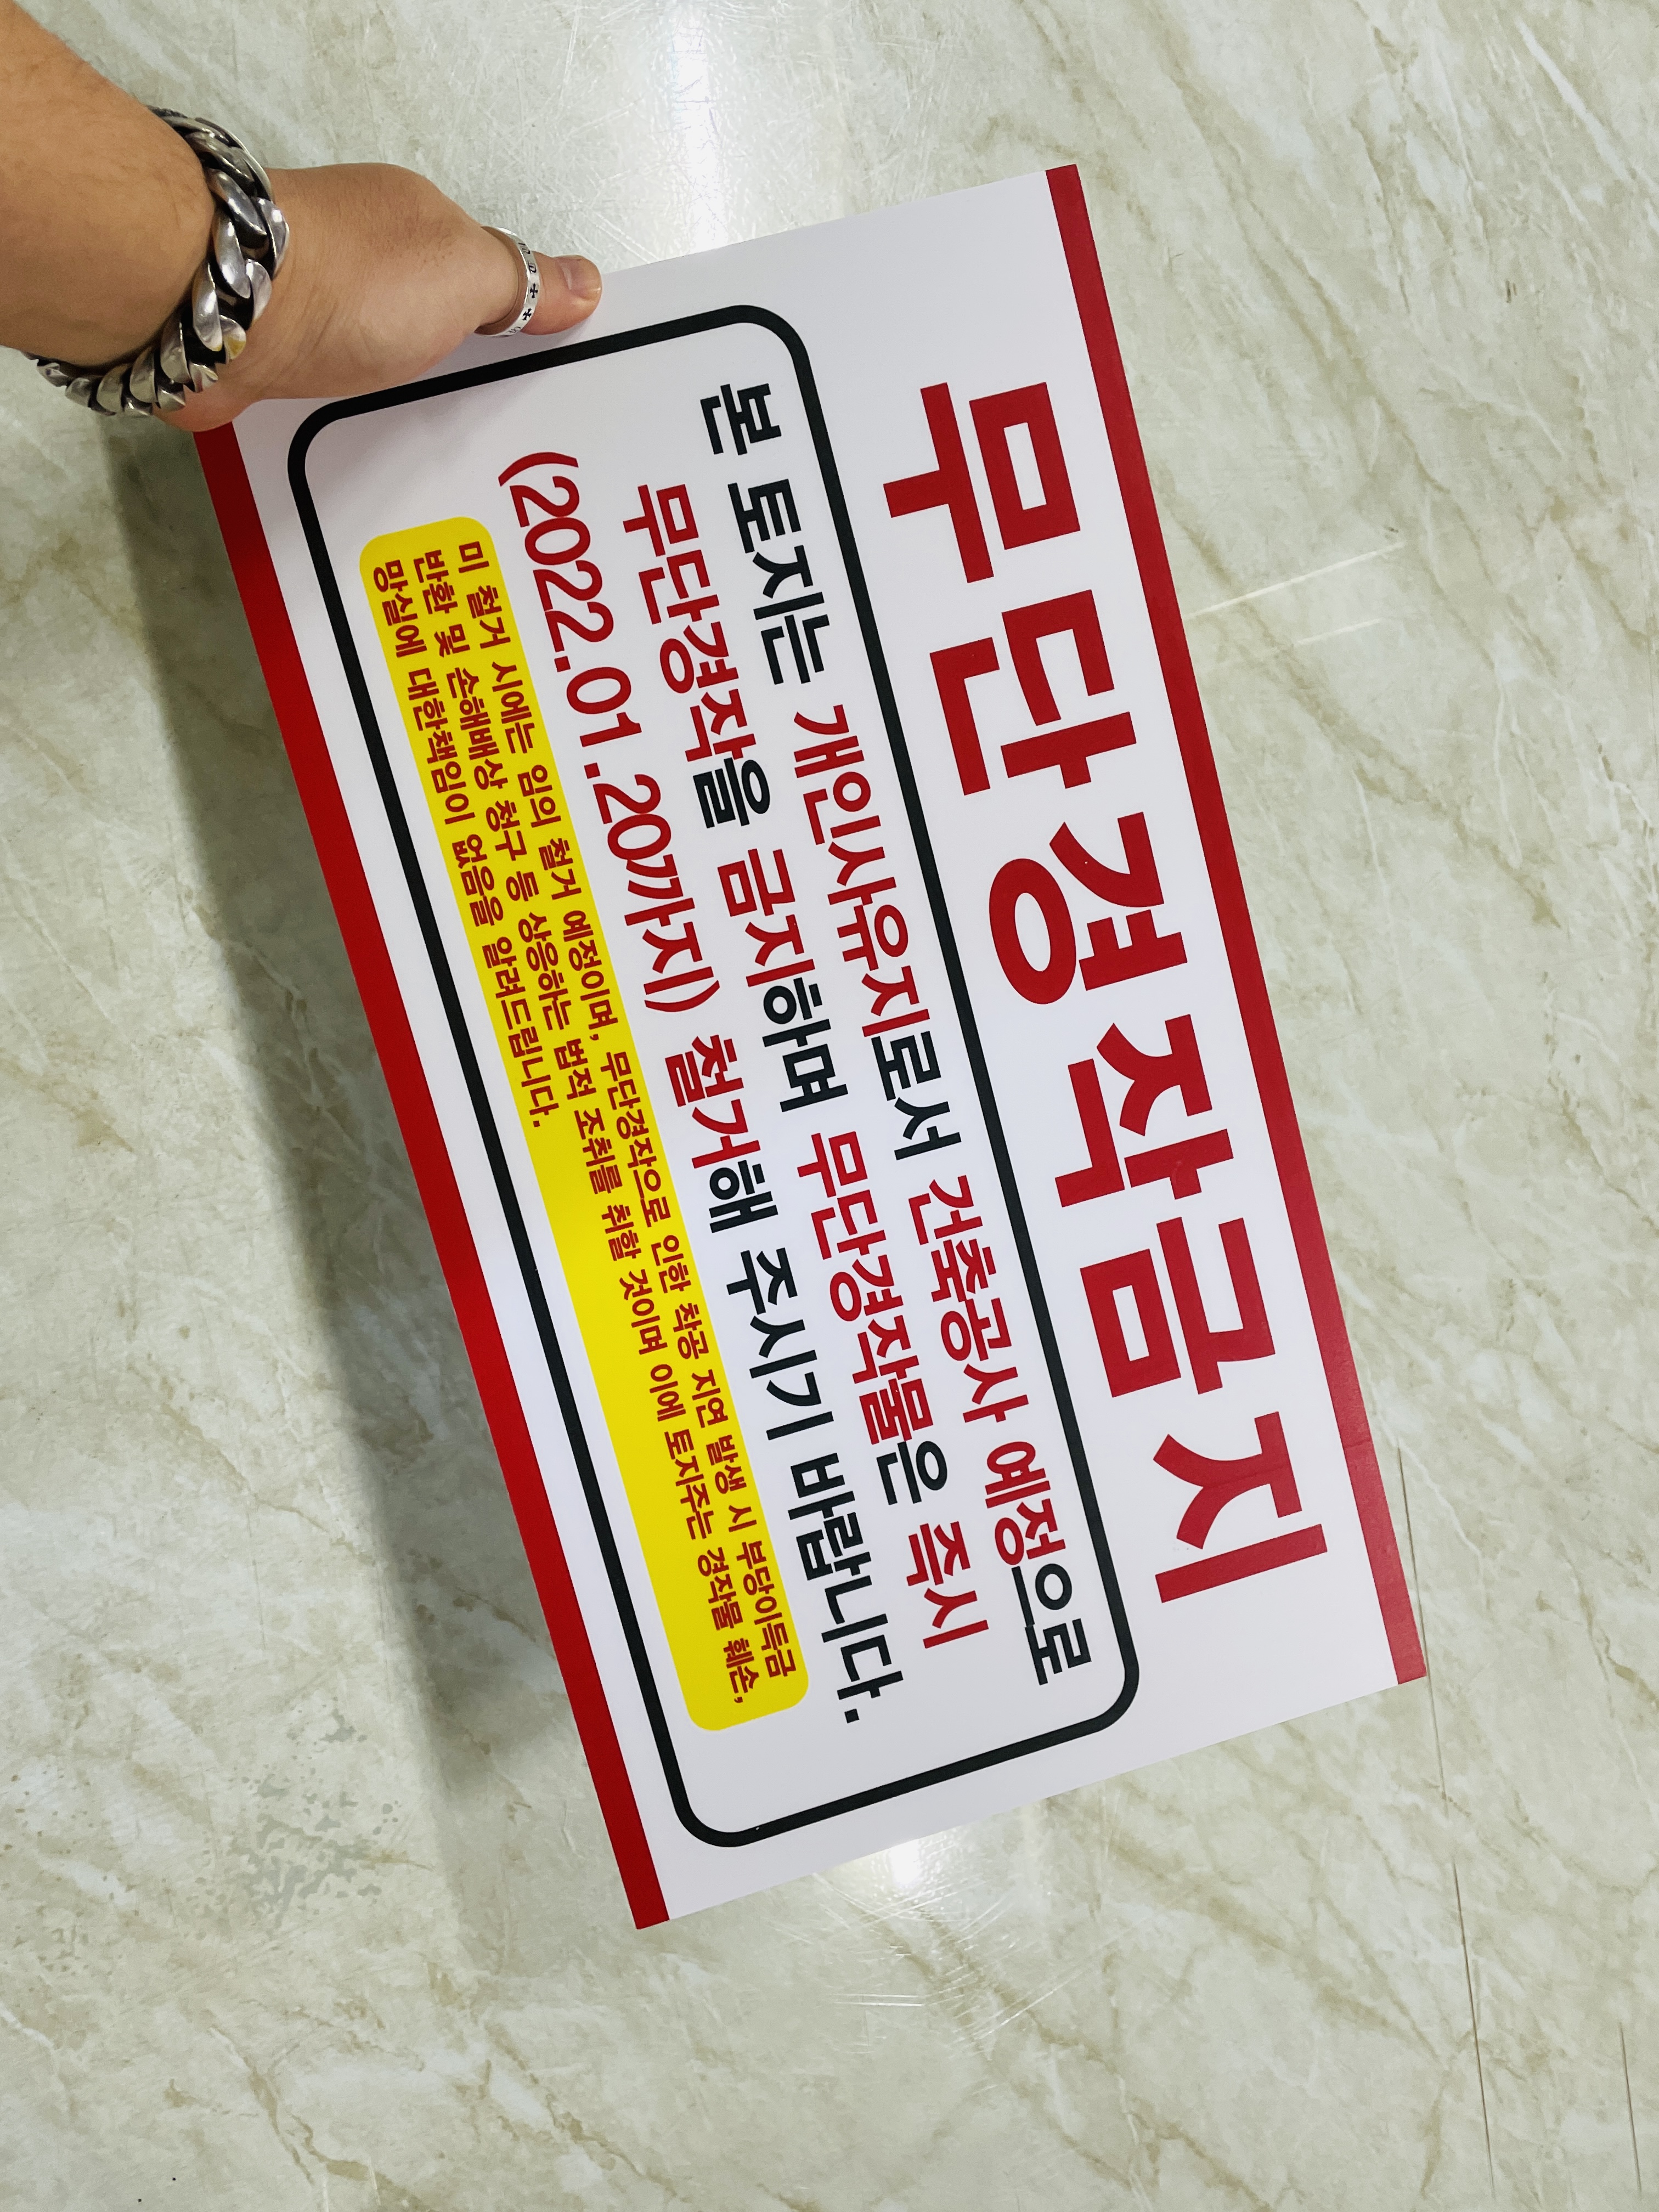 무단경작금지
본 토지는 개인사유지로서 건축공사 예정으로
무단경작을 금지하며 무단경작물은 즉시
(2022.01.20까지) 철거해 주시기 바랍니다.
미 철거 시에는 임의 철거 예정이며, 무단경작으로 인한 착공 지연 발생 시 부당이득금
반환 및 손해배상 청구 등 상응하는 법적 조취를 취할 것이며 이에 토지주는 경작물 훼손,
망실에 대한책임이 없음을 알려드립니다.